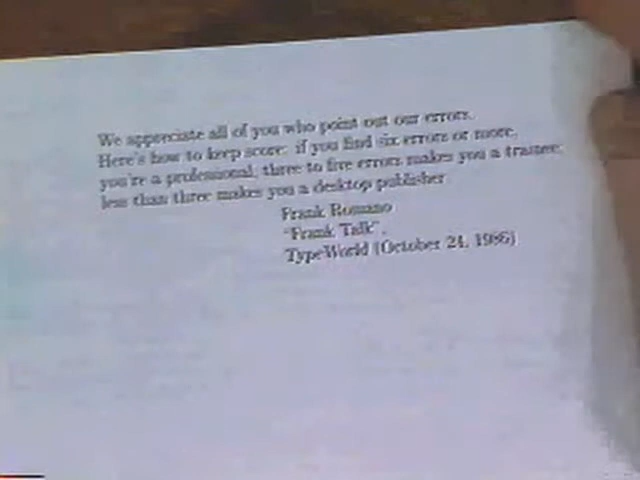 We appreciate all of you who point out our errors.
Here's how to keep score: if you find six errors or more,
you're a professional; three to five errors makes you a trainee;
less than three makes you a desktop publisher.
Frank Romano
"Frank Talk",
TypeWorld (October 24, 1986)